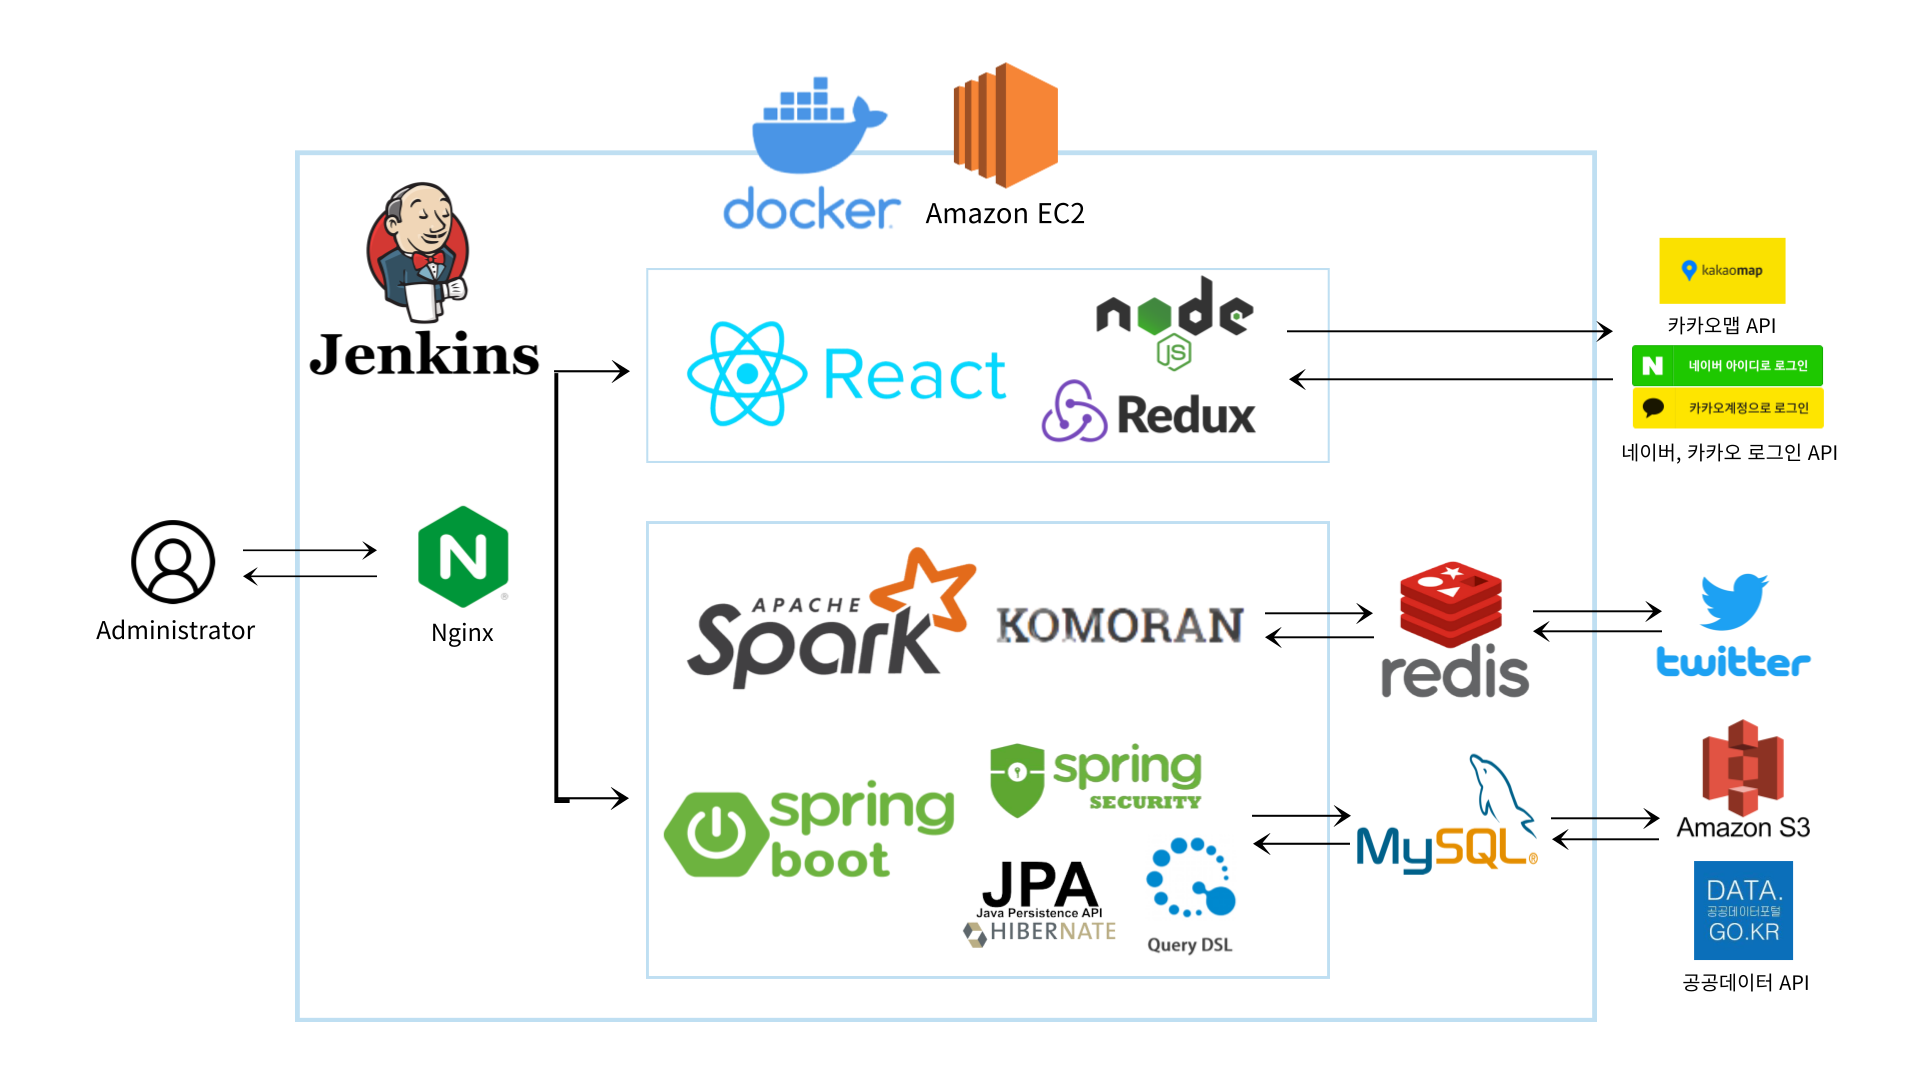 docker
Amazon EC2
Jenkins
React
node
JS
Redux
kakaomap
카카오맵 API
N 네이버 아이디로 로그인
카카오계정으로 로그인
네이버, 카카오 로그인 API
Administrator
N
Nginx
APACHE
Spark
KOMORAN
redis
twitter
spring
boot
spring
SECURITY
JPA
Java Persistence API
HIBERNATE
Query DSL
MySQL
Amazon S3
DATA.
공공데이터포털
GO.KR
공공데이터 API